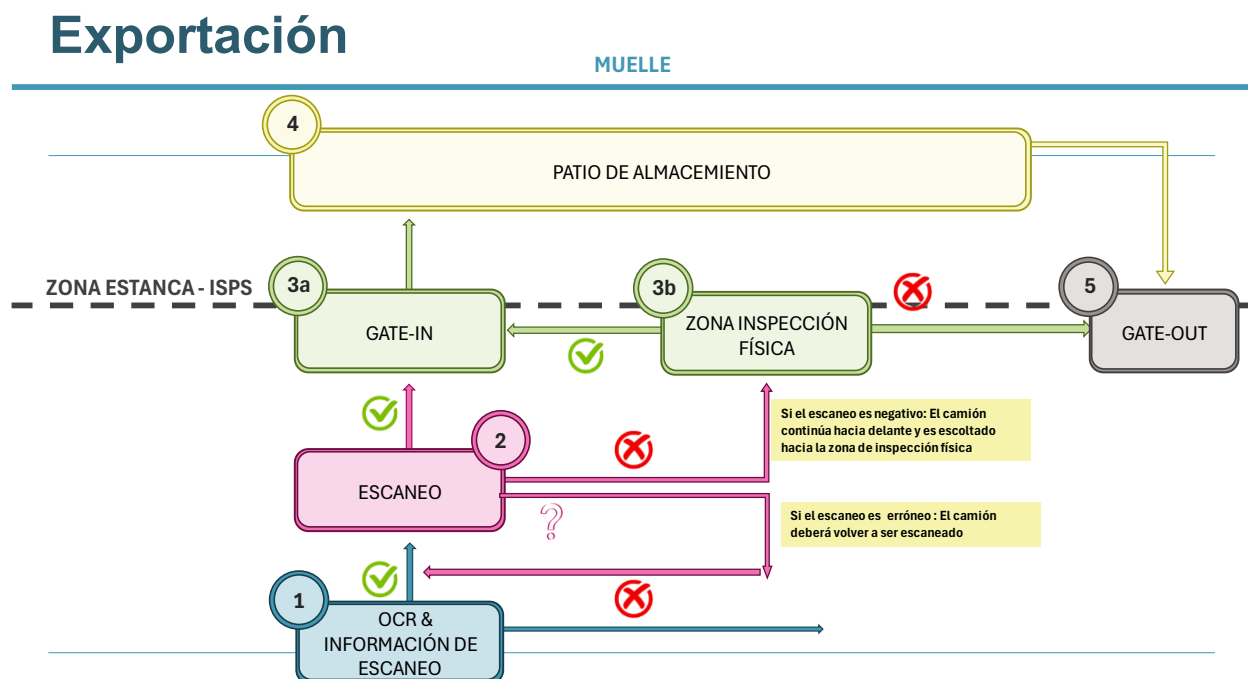 Exportación
MUELLE
4
PATIO DE ALMACEMIENTO
ZONA ESTANCA - ISPS
3a
GATE-IN
3b
ZONA INSPECCIÓN
FÍSICA
5
GATE-OUT
Si el escaneo es negativo: El camión
continúa hacia delante y es escoltado
hacia la zona de inspección física
2
ESCANEO
?
Si el escaneo es erróneo : El camión
deberá volver a ser escaneado
1
OCR &
INFORMACIÓN DE
ESCANEO